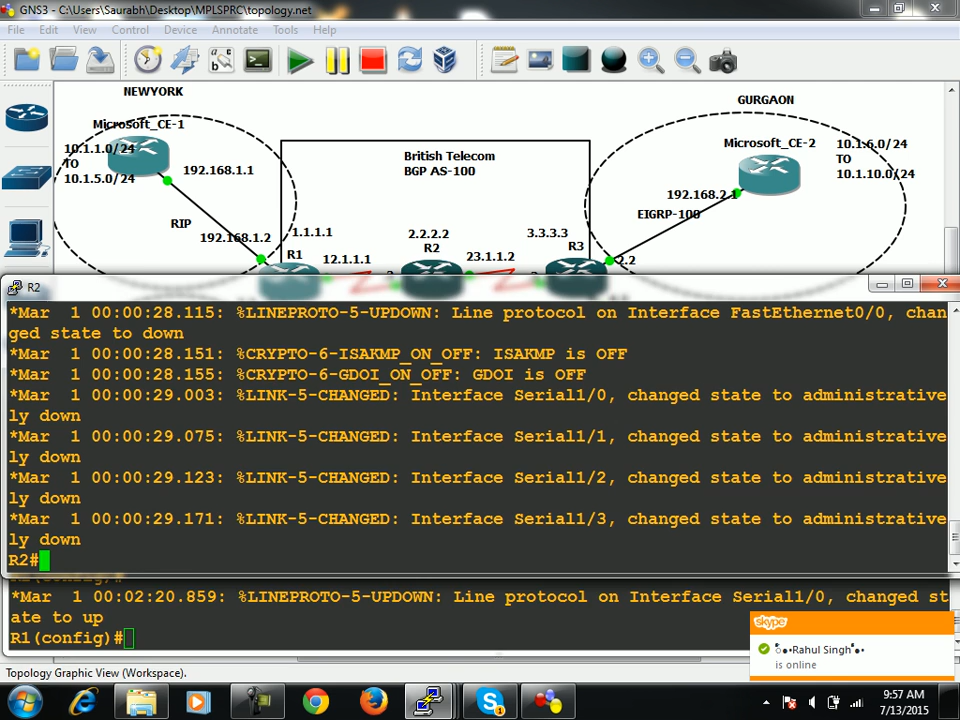 GNS3 - C:\Users\Saurabh\Desktop\MPLSPRC\topology.net
File Edit View Control Device Annotate Tools Help
NEWYORK
GURGAON
Microsoft_CE-1
Microsoft_CE-2
10.1.1.0/24
TO
10.1.5.0/24
10.1.6.0/24
TO
10.1.10.0/24
British Telecom
BGP AS-100
192.168.1.1
192.168.2.1
EIGRP-100
RIP
192.168.1.2
1.1.1.1
2.2.2.2
3.3.3.3
R1
R2
R3
12.1.1.1
23.1.1.2
2.2
R2
*Mar 1 00:00:28.115: %LINEPROTO-5-UPDOWN: Line protocol on Interface FastEthernet0/0, chan
ged state to down
*Mar 1 00:00:28.151: %CRYPTO-6-ISAKMP_ON_OFF: ISAKMP is OFF
*Mar 1 00:00:28.155: %CRYPTO-6-GDOI_ON_OFF: GDOI is OFF
*Mar 1 00:00:29.003: %LINK-5-CHANGED: Interface Serial1/0, changed state to administrative
ly down
*Mar 1 00:00:29.075: %LINK-5-CHANGED: Interface Serial1/1, changed state to administrative
ly down
*Mar 1 00:00:29.123: %LINK-5-CHANGED: Interface Serial1/2, changed state to administrative
ly down
*Mar 1 00:00:29.171: %LINK-5-CHANGED: Interface Serial1/3, changed state to administrative
ly down
R2#
*Mar 1 00:02:20.859: %LINEPROTO-5-UPDOWN: Line protocol on Interface Serial1/0, changed st
ate to up
R1(config)#
skype
Rahul Singh
is online
Topology Graphic View (Workspace).
9:57 AM
7/13/2015